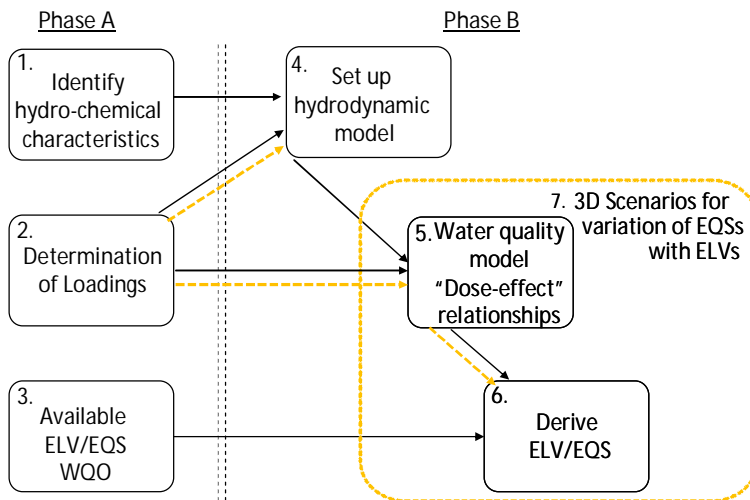 Phase A
Phase B
1.
Identify
hydro-chemical
characteristics
4.
Set up
hydrodynamic
model
2.
Determination
of Loadings
7. 3D Scenarios for
variation of EQSs
with ELVs
5. Water quality
model
"Dose-effect"
relationships
3.
Available
ELV/EQS
WQO
6.
Derive
ELV/EQS